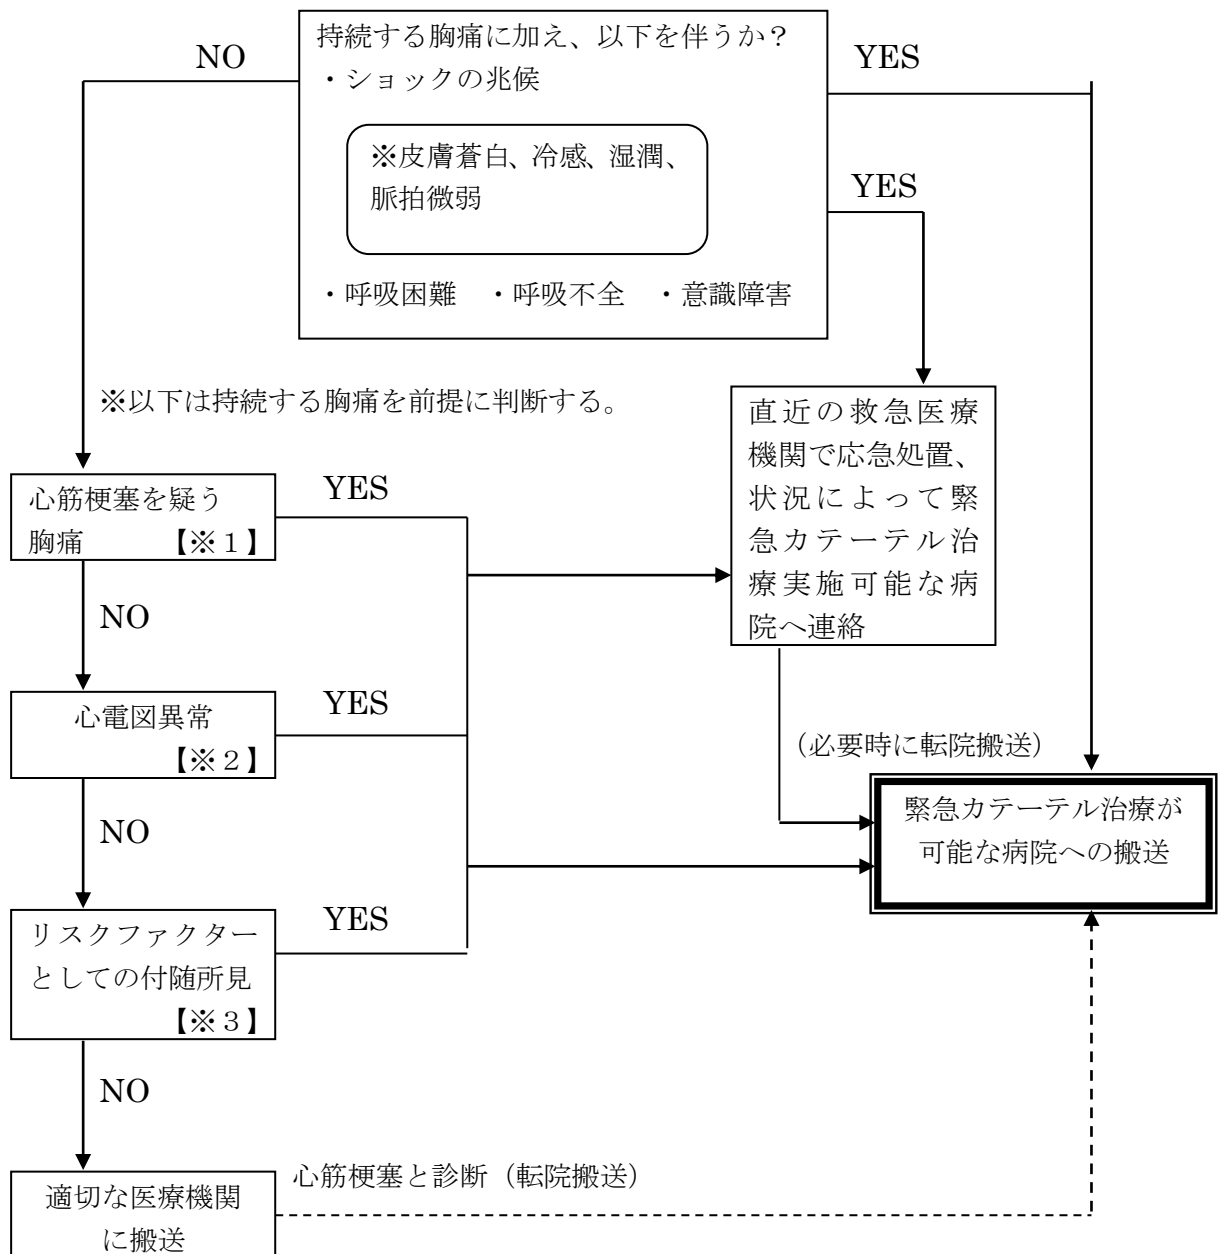 持続する胸痛に加え、以下を伴うか？
NO
YES
・ショックの兆候
※皮膚蒼白、冷感、湿潤、
脈拍微弱
YES
・呼吸困難　・呼吸不全　・意識障害
※以下は持続する胸痛を前提に判断する。
直近の救急医療
機関で応急処置、
状況によって緊
急カテーテル治
療実施可能な病
院へ連絡
心筋梗塞を疑う
胸痛　【※１】
YES
NO
心電図異常
【※２】
YES
（必要時に転院搬送）
緊急カテーテル治療が
可能な病院への搬送
NO
リスクファクター
としての付随所見
【※３】
YES
NO
心筋梗塞と診断（転院搬送）
適切な医療機関
に搬送